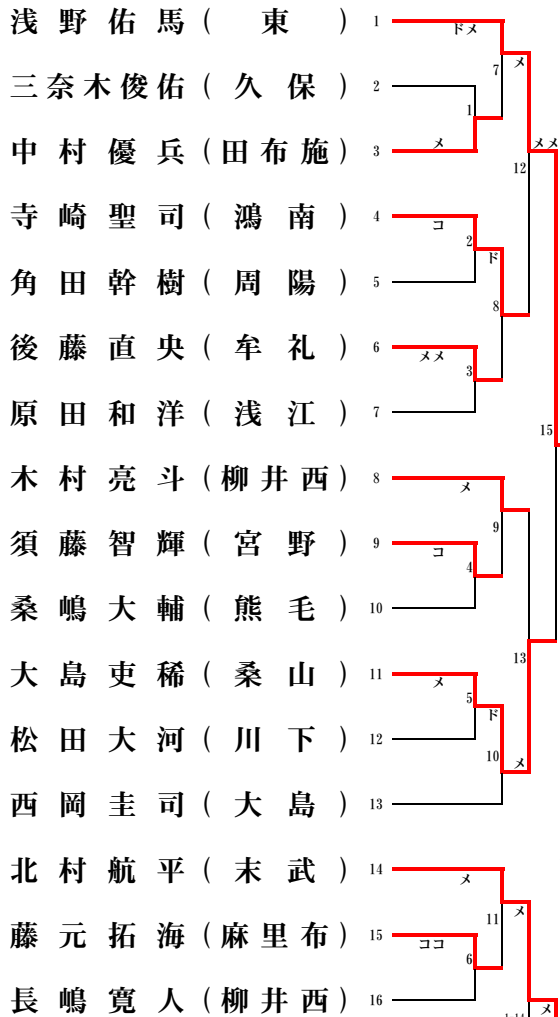 浅野佑馬(東) 1
ドメ
7 メ
三奈木俊佑(久保) 2
1
メメ
中村優兵(田布施) 3
メ
12
寺崎聖司(鴻南) 4
コ
2
ド
角田幹樹(周陽) 5
8
後藤直央(牟礼) 6
メメ
3
原田和洋(浅江) 7
15
木村亮斗(柳井西) 8
メ
9
須藤智輝(宮野) 9
コ
4
桑嶋大輔(熊毛) 10
13
大島吏稀(桑山) 11
メ
5
ド
松田大河(川下) 12
10 メ
西岡圭司(大島) 13
北村航平(末武) 14
メ
11 メ
藤元拓海(麻里布) 15
ココ
6
長嶋寛人(柳井西) 16
メ